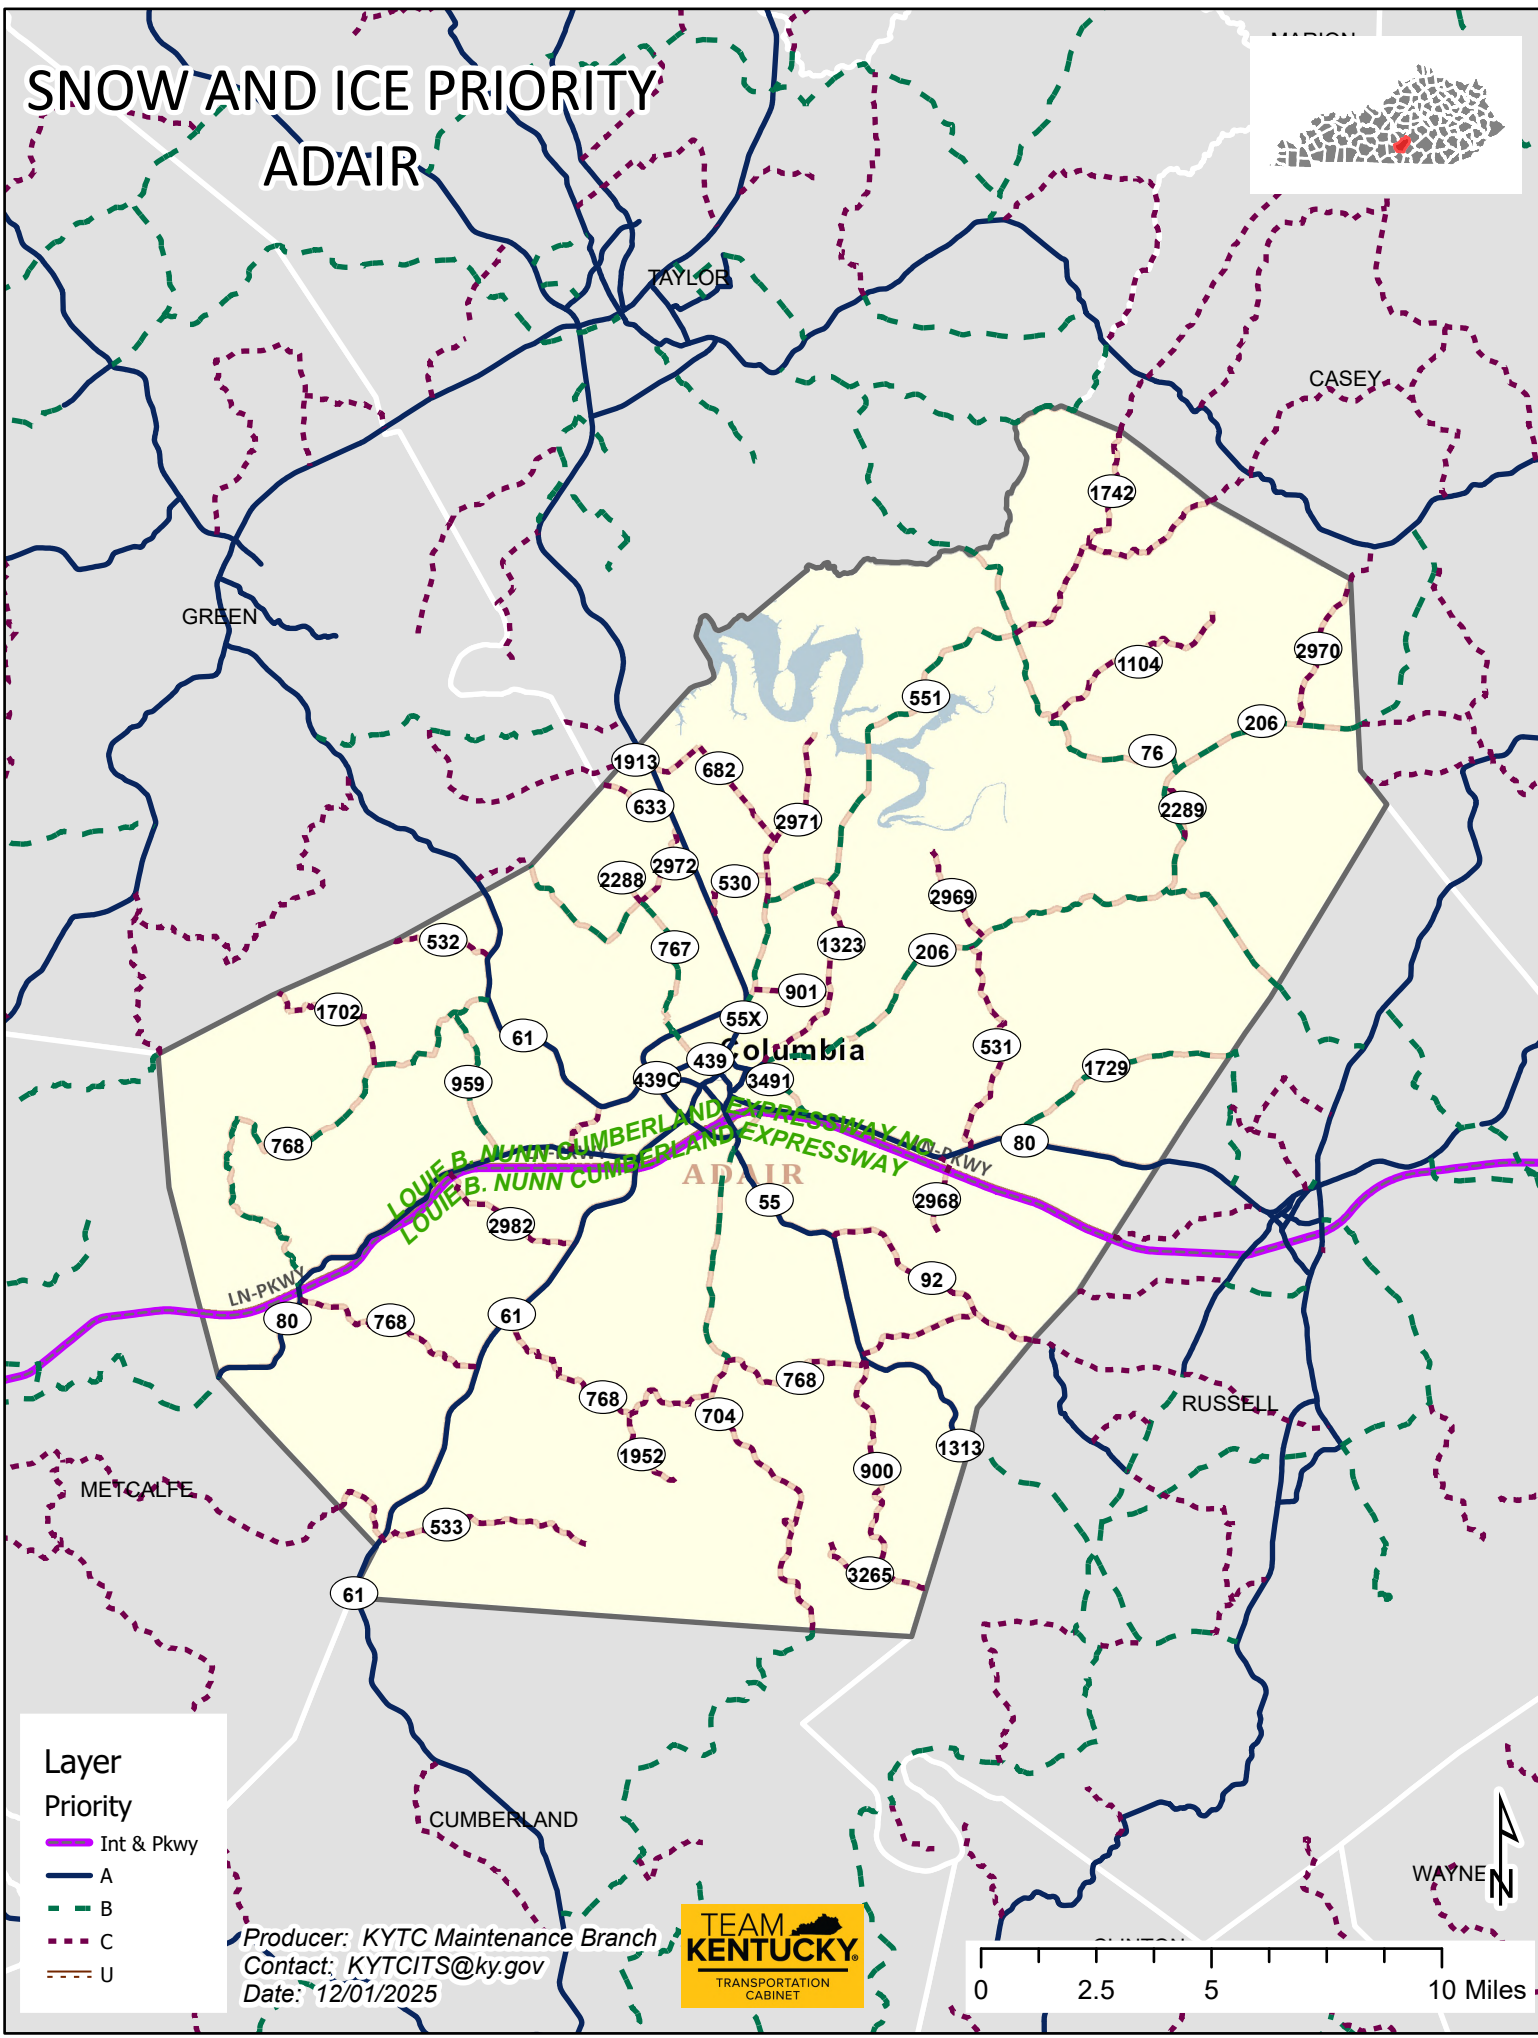 MARION
SNOW AND ICE PRIORITY
ADAIR
TAYLOR
CASEY
1742
GREEN
1104
2970
551
206
76
1913
682
633
2971
2289
2972
2288
530
2969
532
767
1323
206
901
1702
55X
61
Columbia
531
439
439C
3491
1729
959
768
80
LOUIE B. NUNN CUMBERLAND EXPRESSWAY NO
LOUIE B. NUNN CUMBERLAND EXPRESSWAY
-PKWY
ADAIR
55
2968
2982
92
LN-PKWY
80
768
61
768
768
704
RUSSELL
1952
1313
900
METCALFE
533
3265
61
Layer
Priority
Int & Pkwy
A
B
C
U
CUMBERLAND
WAYNE
N
Producer: KYTC Maintenance Branch
Contact: KYTCITS@ky.gov
Date: 12/01/2025
TEAM
KENTUCKY®
TRANSPORTATION
CABINET
CLINTON
0 2.5 5 10 Miles